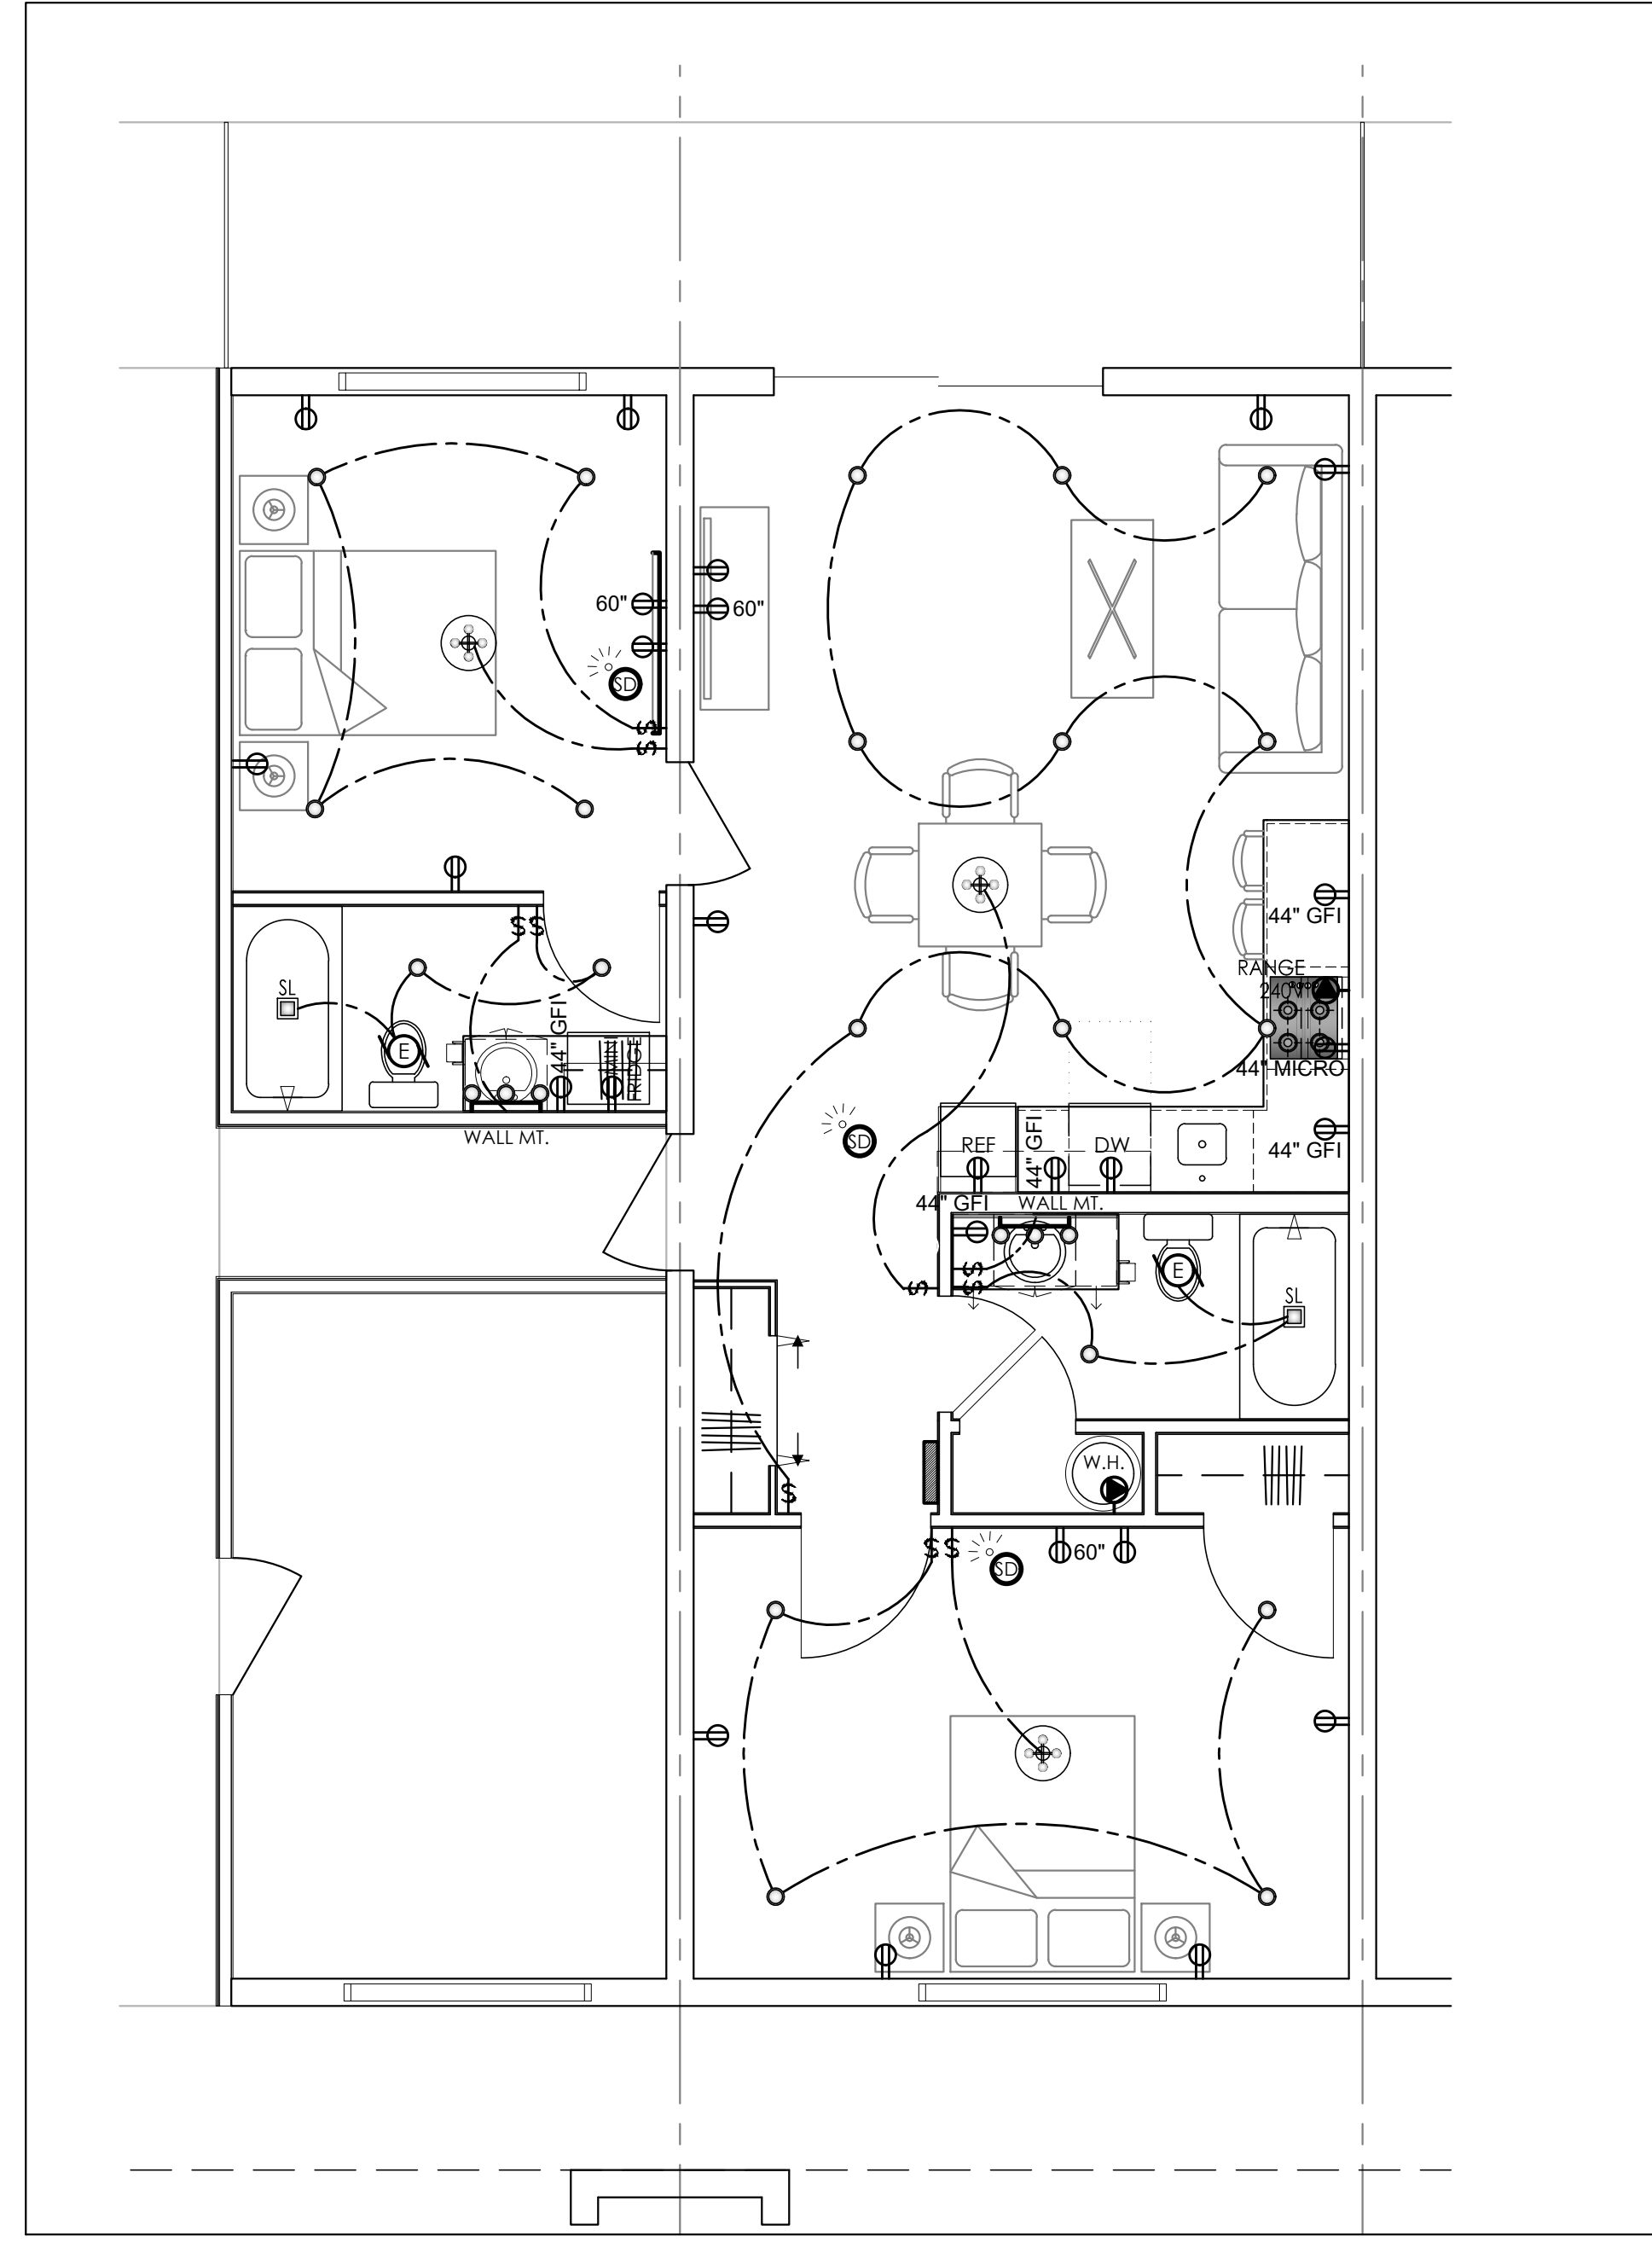 60"
60"
SD
$
$
$$
44" GFI
SL
RANGE
240V
E
44" GFI
MINI
FRIDGE
44" MICRO
WALL MT.
SD
REF
44" GFI
DW
44" GFI
44" GFI
WALL MT.
$
$
$
E
SL
W.H.
$
$$
SD
60"